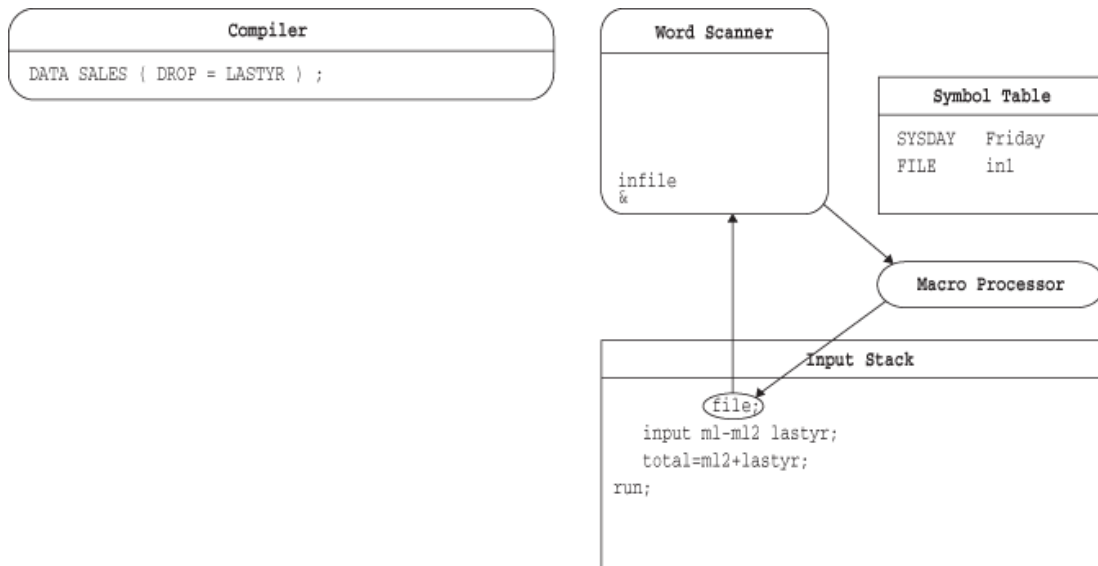 Compiler
DATA SALES ( DROP = LASTYR ) ;
Word Scanner
infile
&
Symbol Table
SYSDAY Friday
FILE in1
Macro Processor
Input Stack
file;
input m1-m12 lastyr;
total=m12+lastyr;
run;